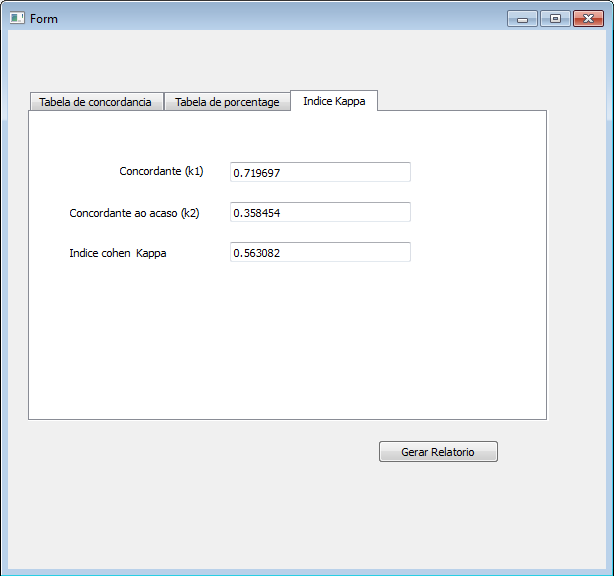 Form
Tabela de concordancia Tabela de porcentage Indice Kappa
Concordante (k1) 0.719697
Concordante ao acaso (k2) 0.358454
Indice cohen Kappa 0.563082
Gerar Relatorio